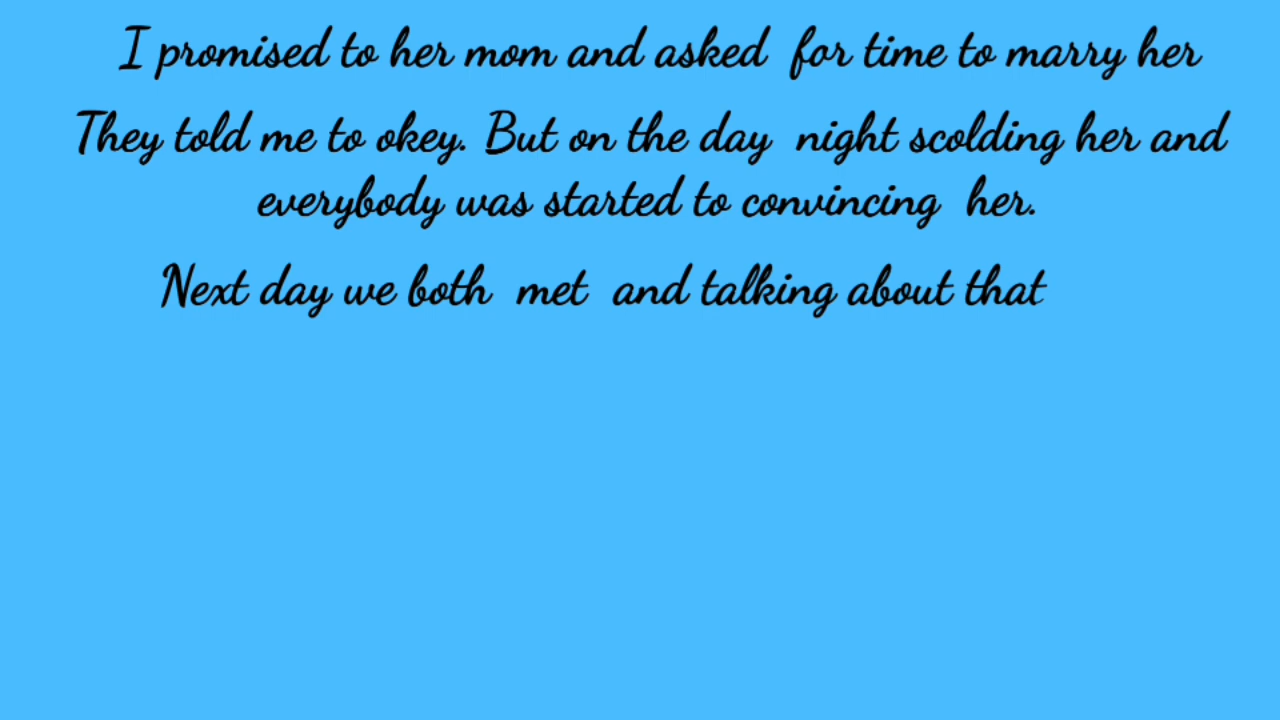 I promised to her mom and asked for time to marry her
They told me to okey. But on the day night scolding her and
everybody was started to convincing her.
Next day we both met and talking about that